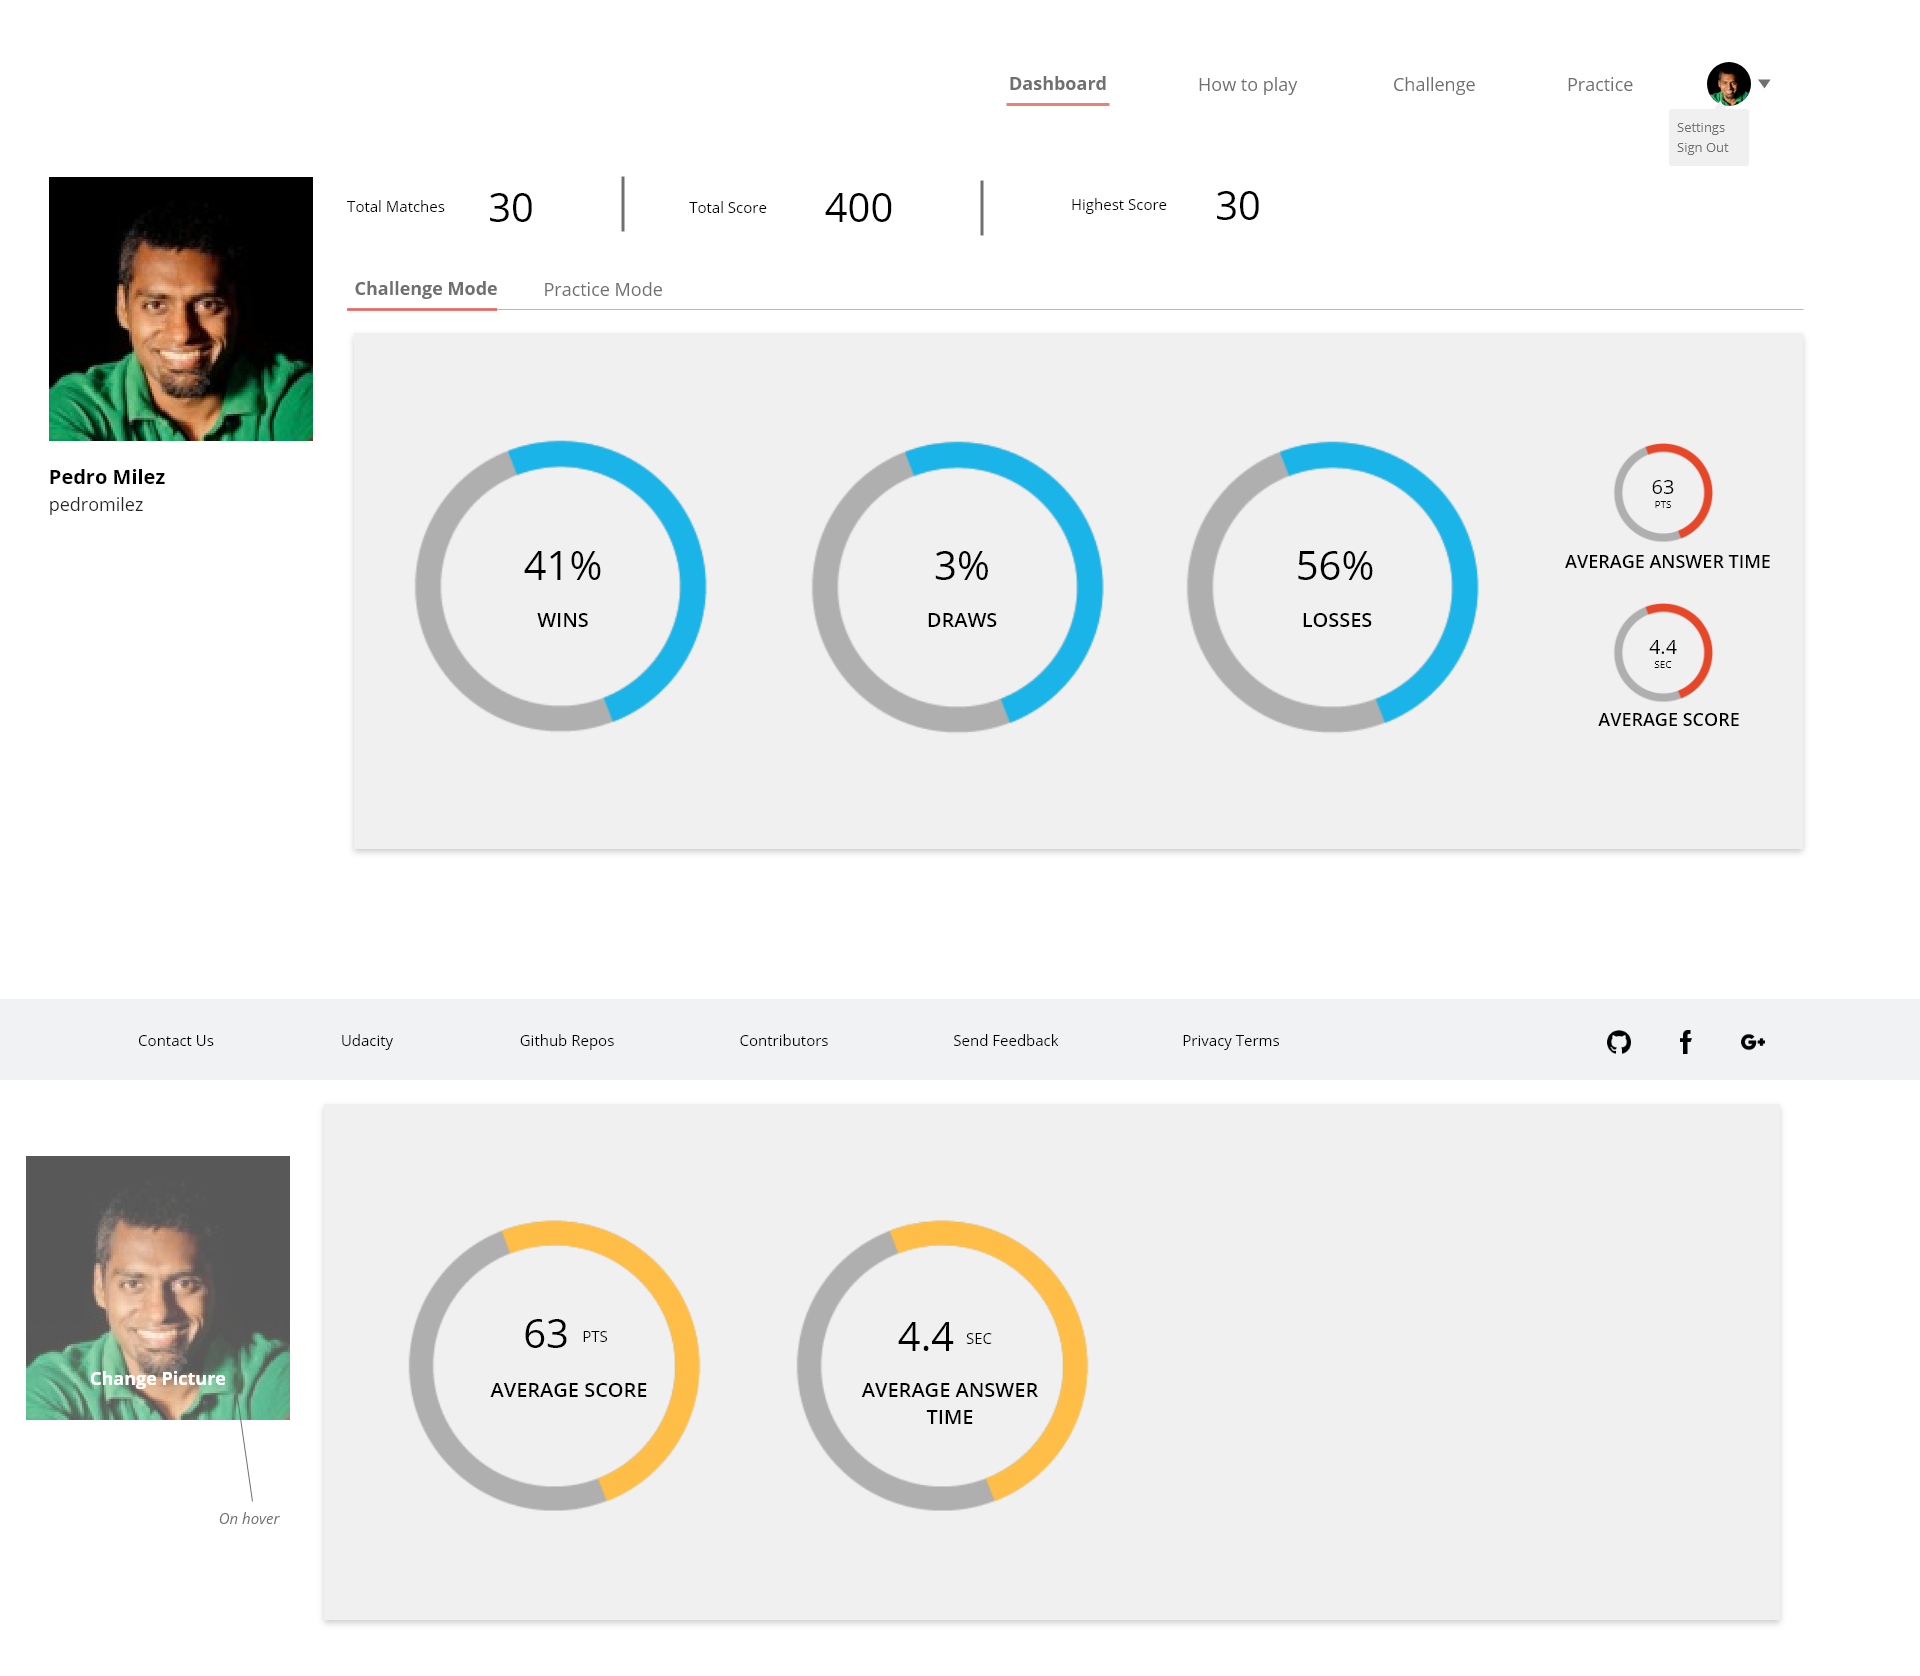 Dashboard
How to play
Challenge
Practice
Settings
Sign Out
Total Matches 30
Total Score 400
Highest Score 30
Challenge Mode
Practice Mode
Pedro Milez
pedromilez
41%
WINS
3%
DRAWS
56%
LOSSES
63
PTS
AVERAGE ANSWER TIME
4.4
SEC
AVERAGE SCORE
Contact Us
Udacity
Github Repos
Contributors
Send Feedback
Privacy Terms
G+
Change Picture
On hover
63 PTS
AVERAGE SCORE
4.4 SEC
AVERAGE ANSWER
TIME